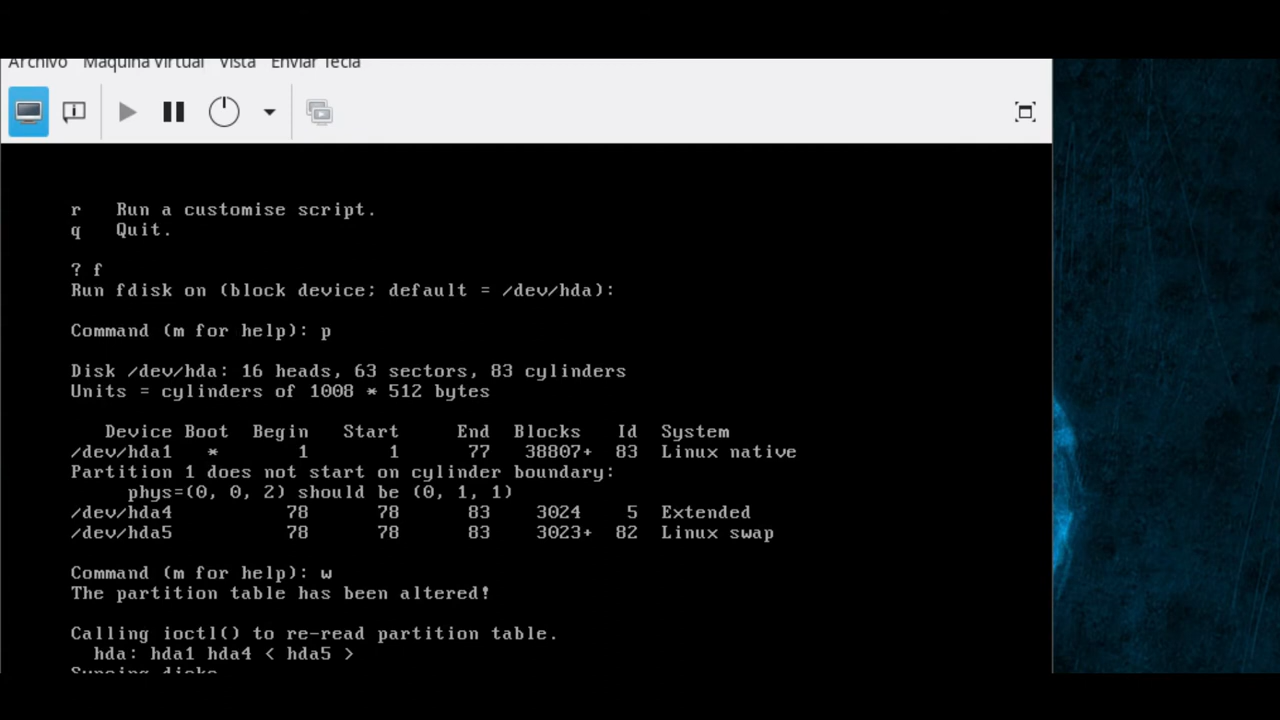 Archivo Máquina Virtual Vista Enviar Tecla
r Run a customise script.
q Quit.
? f
Run fdisk on (block device; default = /dev/hda):
Command (m for help): p
Disk /dev/hda: 16 heads, 63 sectors, 83 cylinders
Units = cylinders of 1008 * 512 bytes
Device Boot Begin Start End Blocks Id System
/dev/hda1 * 1 1 77 38807+ 83 Linux native
Partition 1 does not start on cylinder boundary:
phys=(0, 0, 2) should be (0, 1, 1)
/dev/hda4 78 78 83 3024 5 Extended
/dev/hda5 78 78 83 3023+ 82 Linux swap
Command (m for help): w
The partition table has been altered!
Calling ioctl() to re-read partition table.
hda: hda1 hda4 < hda5 >
Syncing disks.